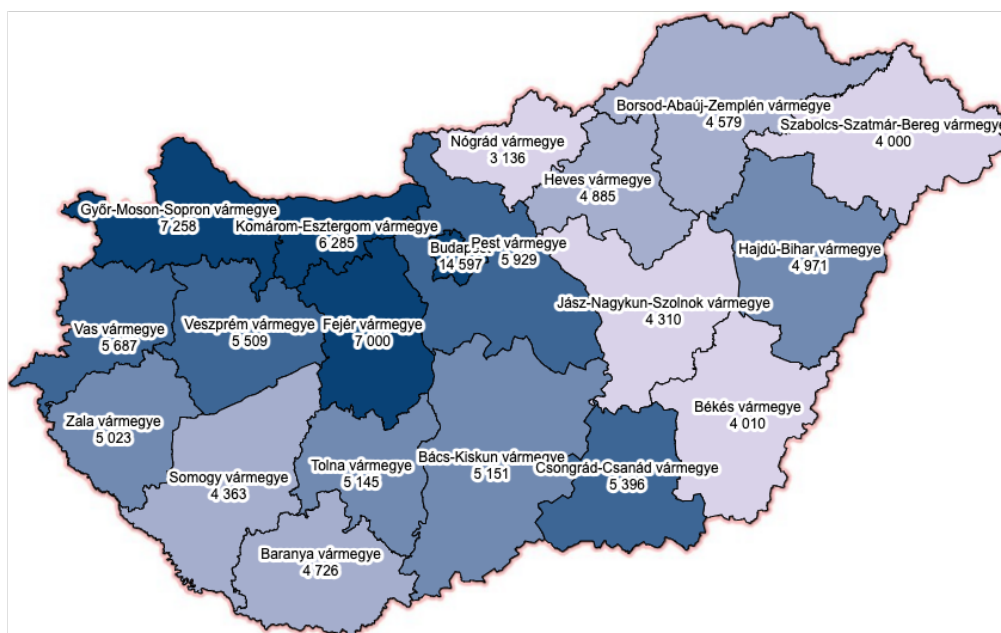 Borsod-Abaúj-Zemplén vármegye
4 579
Szabolcs-Szatmár-Bereg vármegye
4 000
Nógrád vármegye
3 136
Heves vármegye
4 885
Győr-Moson-Sopron vármegye
7 258
Komárom-Esztergom vármegye
6 285
Budapest
14 597
Pest vármegye
5 929
Hajdú-Bihar vármegye
4 971
Jász-Nagykun-Szolnok vármegye
4 310
Vas vármegye
5 687
Veszprém vármegye
5 509
Fejér vármegye
7 000
Zala vármegye
5 023
Békés vármegye
4 010
Somogy vármegye
4 363
Tolna vármegye
5 145
Bács-Kiskun vármegye
5 151
Csongrád-Csanád vármegye
5 396
Baranya vármegye
4 726